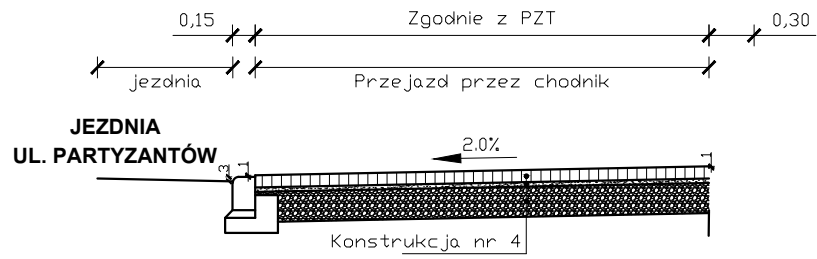 0,15
Zgodnie z PZT
0,30
jezdnia
Przejazd przez chodnik
JEZDNIA
UL. PARTYZANTÓW
3
1
2.0%
1
Konstrukcja nr 4